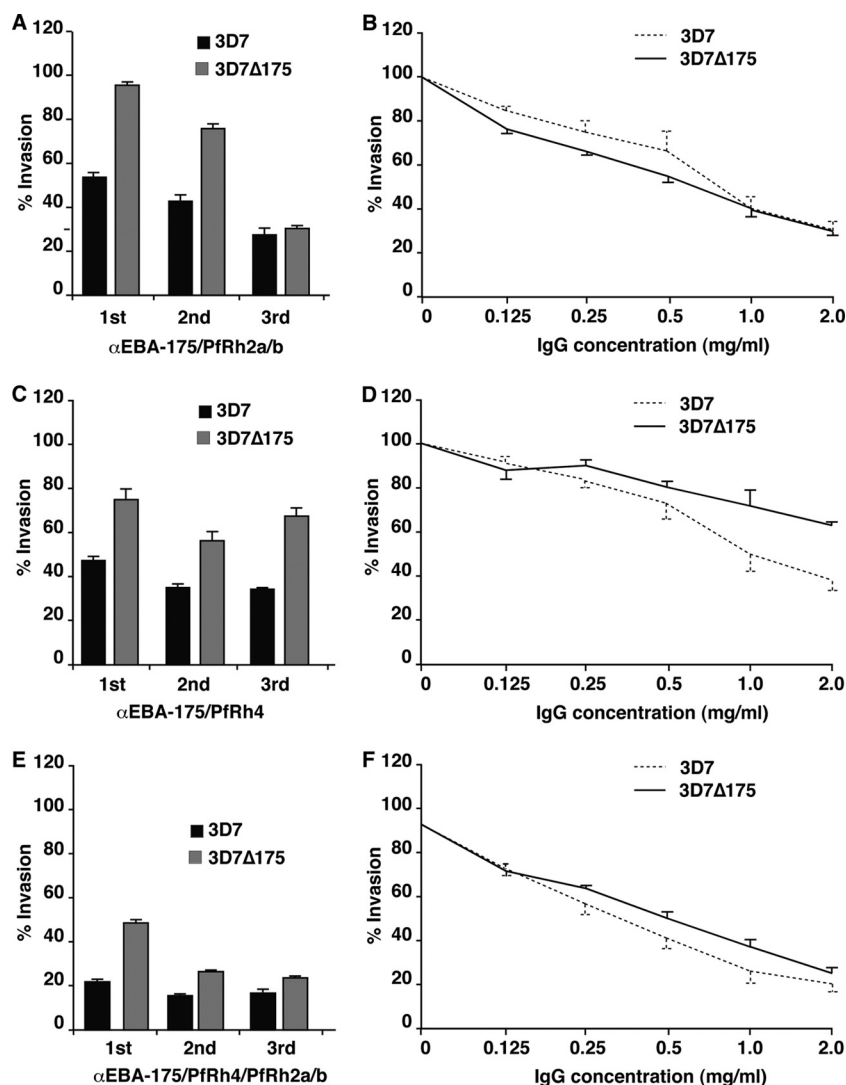 A
3D7
3D7Δ175
120
100
80
60
40
20
0
% Invasion
1st 2nd 3rd
αEBA-175/PfRh2a/b
B
3D7
3D7Δ175
120
100
80
60
40
20
0
% Invasion
0 0.125 0.25 0.5 1.0 2.0
IgG concentration (mg/ml)
C
3D7
3D7Δ175
120
100
80
60
40
20
0
% Invasion
1st 2nd 3rd
αEBA-175/PfRh4
D
3D7
3D7Δ175
120
100
80
60
40
20
0
% Invasion
0 0.125 0.25 0.5 1.0 2.0
IgG concentration (mg/ml)
E
3D7
3D7Δ175
120
100
80
60
40
20
0
% Invasion
1st 2nd 3rd
αEBA-175/PfRh4/PfRh2a/b
F
3D7
3D7Δ175
120
100
80
60
40
20
0
% Invasion
0 0.125 0.25 0.5 1.0 2.0
IgG concentration (mg/ml)